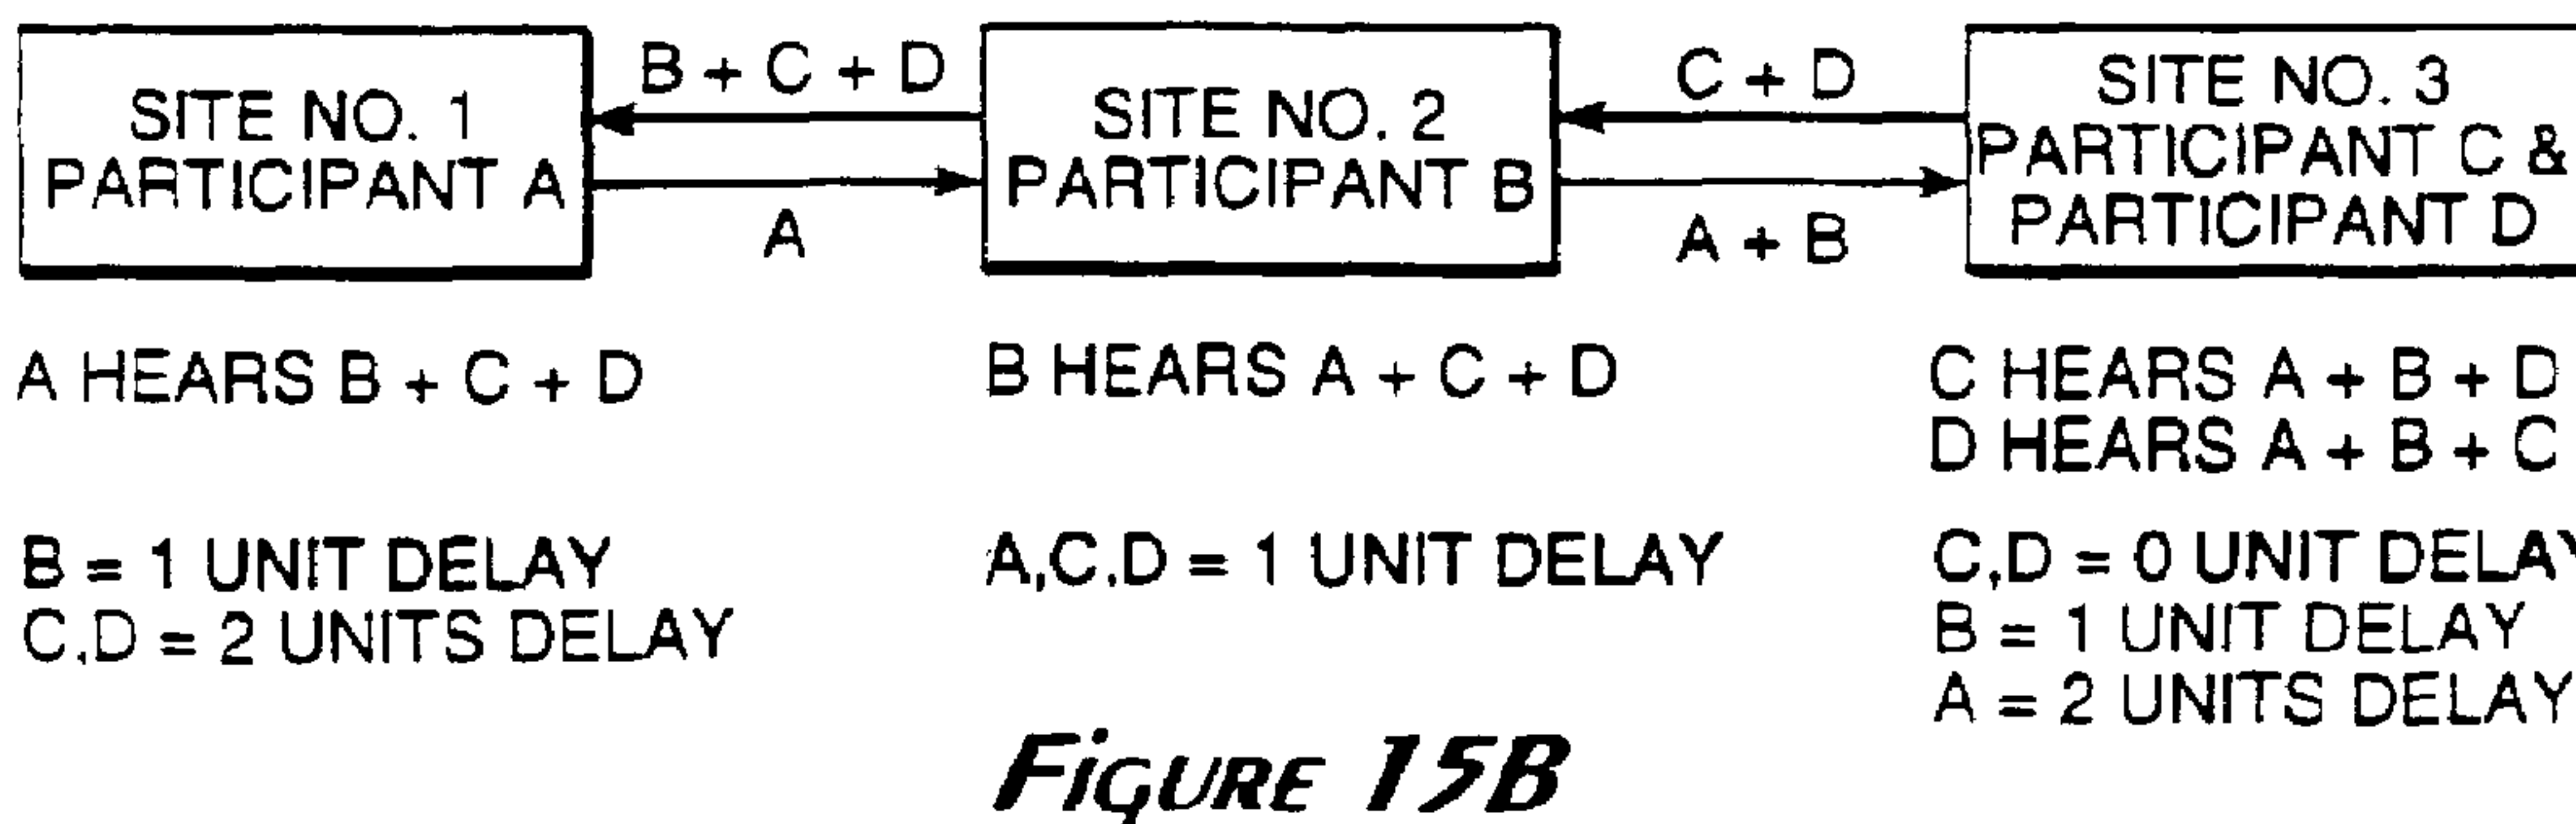 SITE NO. 1
PARTICIPANT A
B + C + D
A
SITE NO. 2
PARTICIPANT B
C + D
A + B
SITE NO. 3
PARTICIPANT C &
PARTICIPANT D
A HEARS B + C + D
B HEARS A + C + D
C HEARS A + B + D
D HEARS A + B + C
B = 1 UNIT DELAY
C,D = 2 UNITS DELAY
A,C,D = 1 UNIT DELAY
C,D = 0 UNIT DELAY
B = 1 UNIT DELAY
A = 2 UNITS DELAY
FIGURE 15B